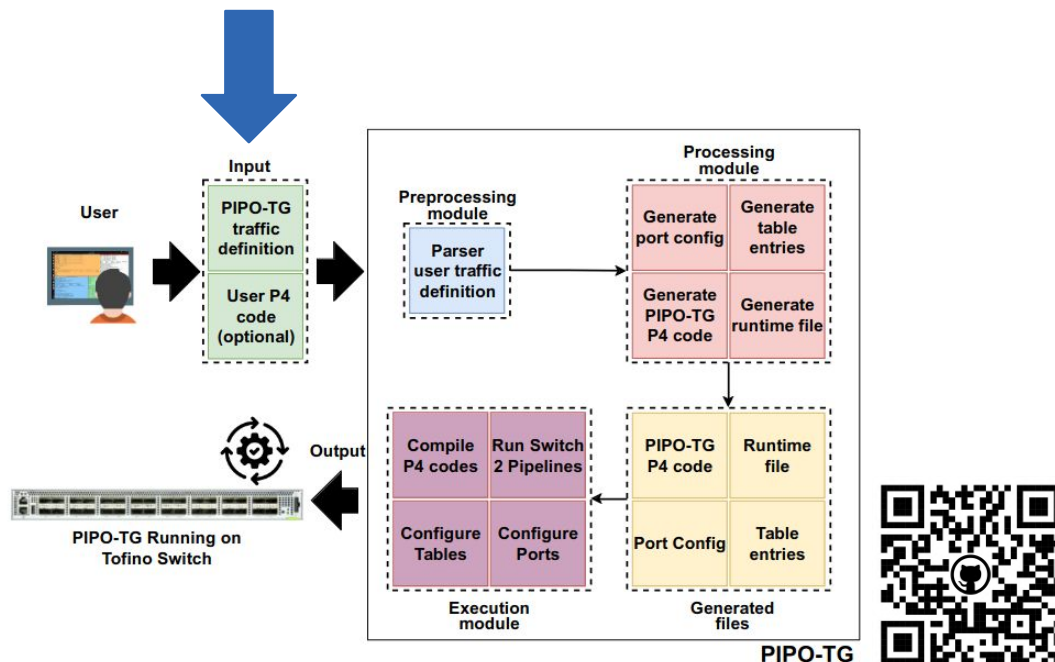 User
Input
PIPO-TG
traffic
definition
User P4
code
(optional)
Preprocessing
module
Parser
user traffic
definition
Processing
module
Generate
port config
Generate
table
entries
Generate
PIPO-TG
P4 code
Generate
runtime file
PIPO-TG
P4 code
Runtime
file
Port Config
Table
entries
Generated
files
Compile
P4 codes
Run Switch
2 Pipelines
Configure
Tables
Configure
Ports
Execution
module
Output
PIPO-TG Running on
Tofino Switch
PIPO-TG